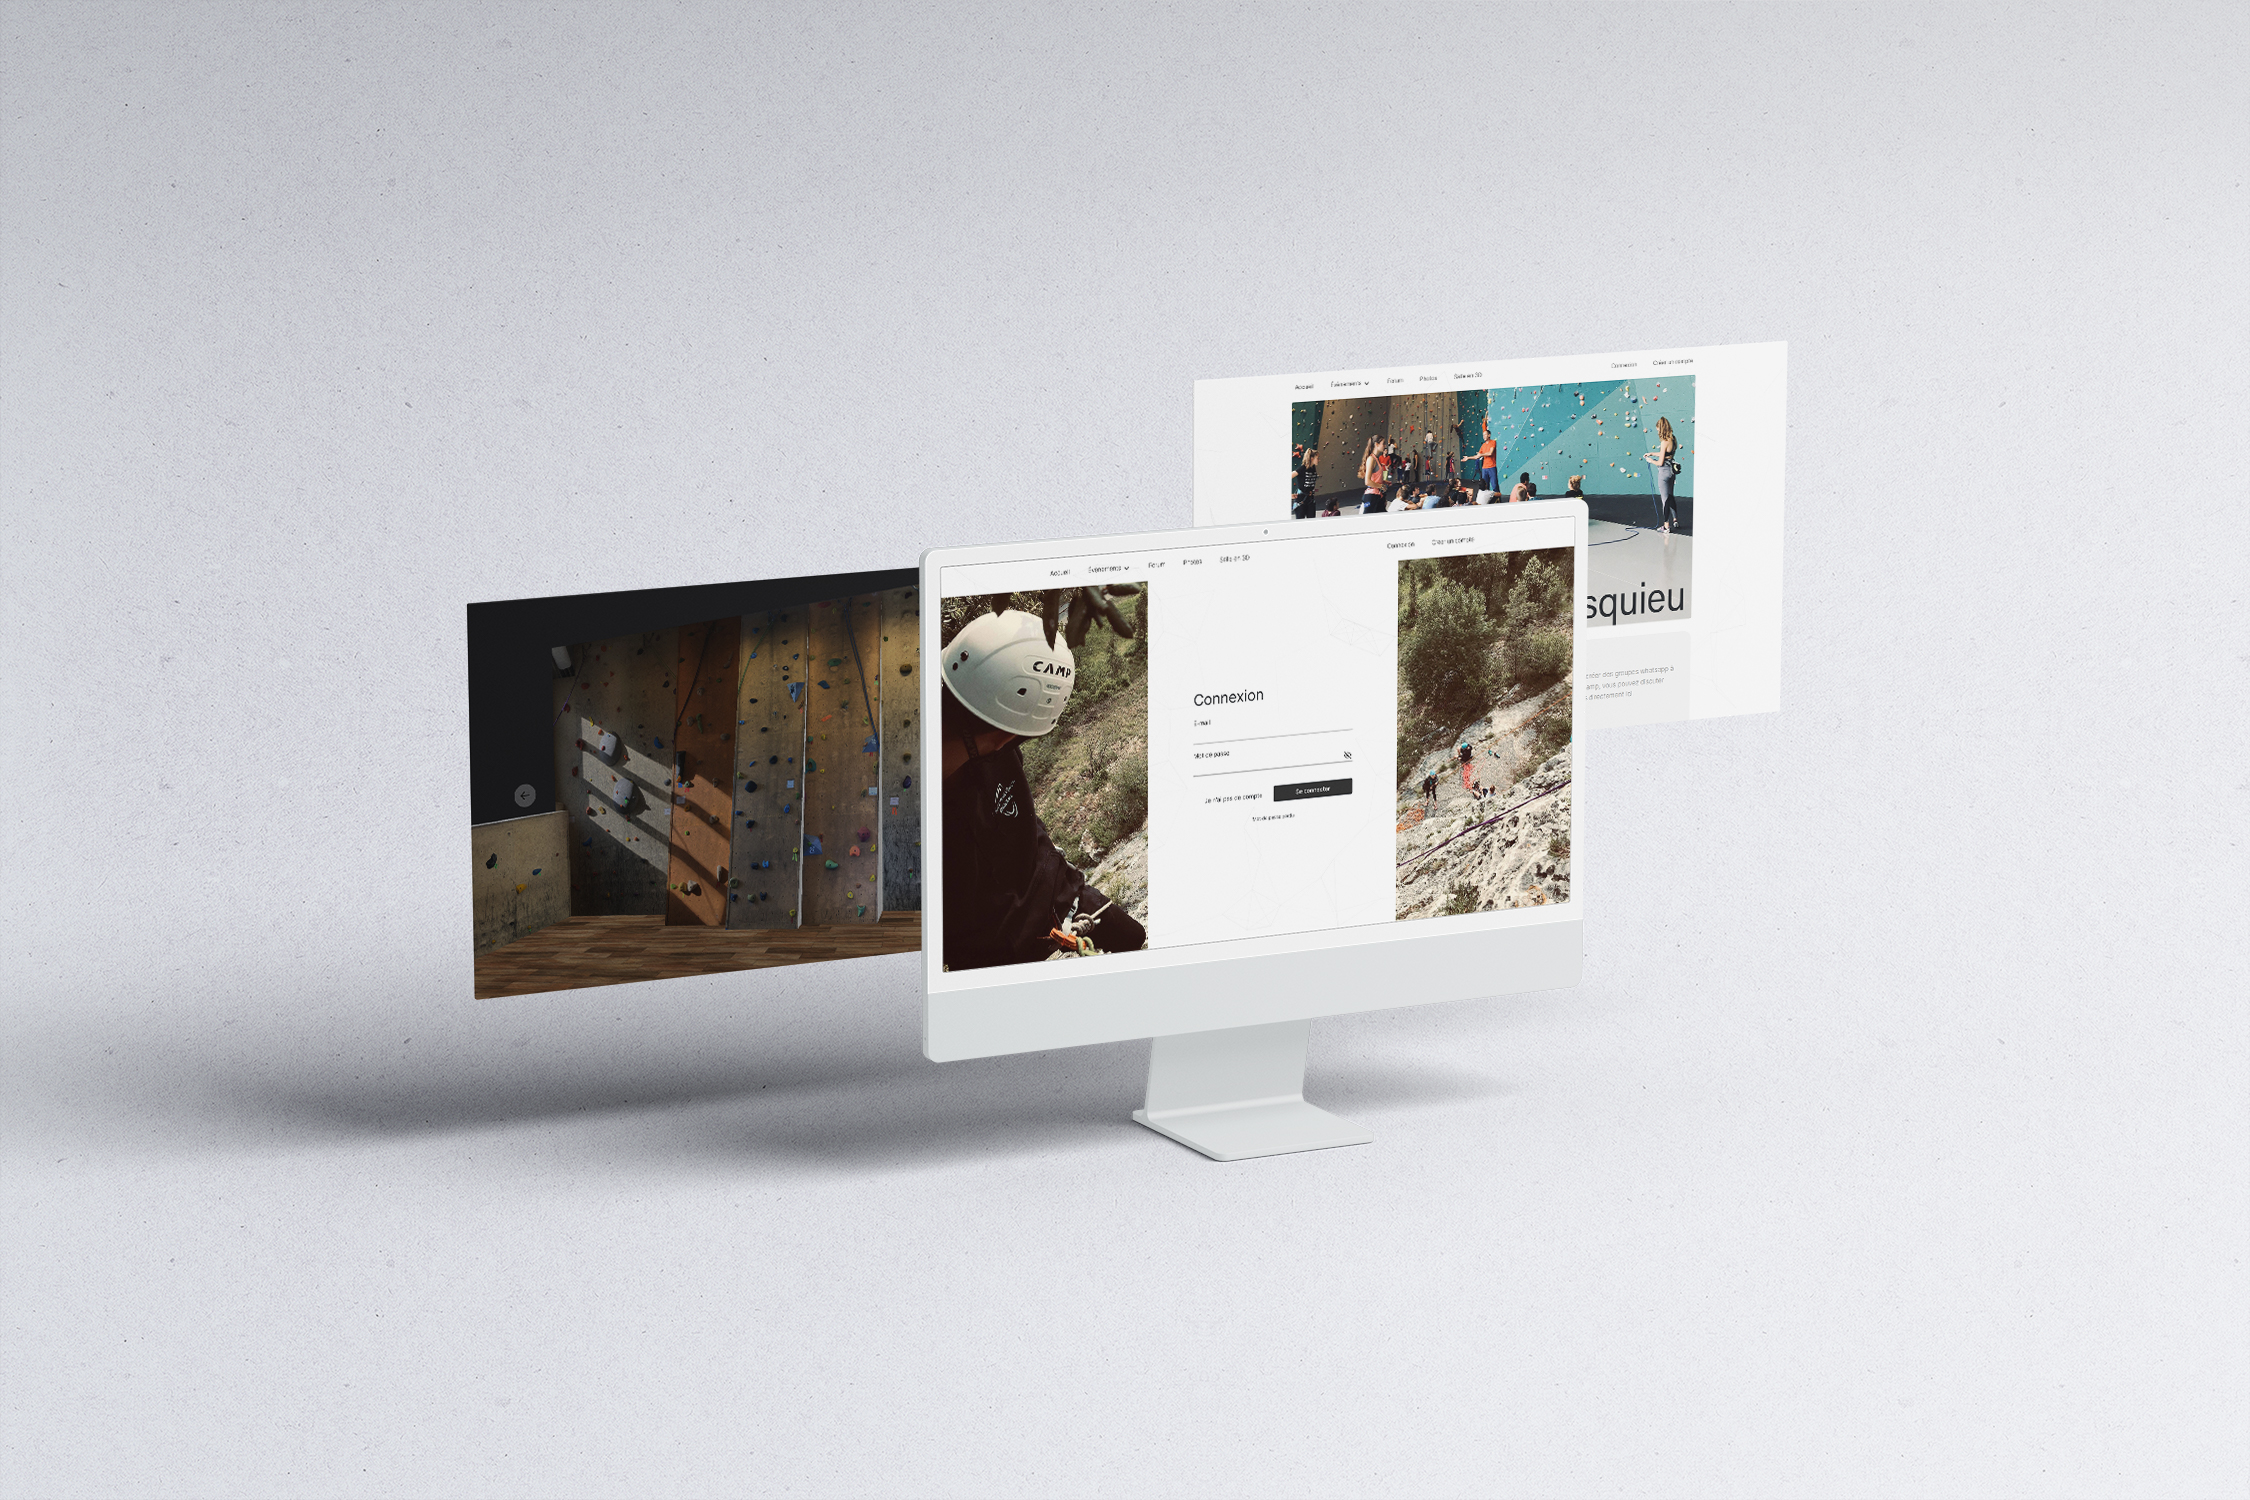 Accueil Événements Forum Photos Salle en 3D Connexion Créer un compte
squieu
créer des groupes whatsapp à
amp, vous pouvez discuter
directement ici
Accueil Événements Forum Photos Salle en 3D Connexion Créer un compte
CAMP
Connexion
E-mail
Mot de passe
Je n'ai pas de compte Se connecter
Mot de passe oublié